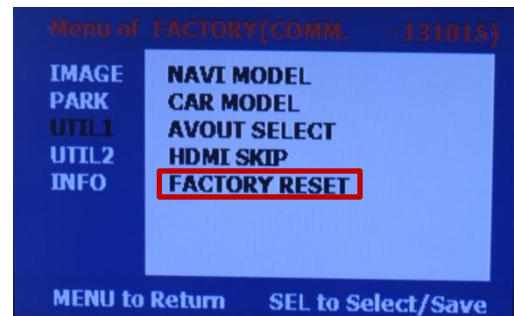 Menu of FACTORY(COMM. -131015)
IMAGE
PARK
UTIL1
UTIL2
INFO
NAVI MODEL
CAR MODEL
AVOUT SELECT
HDMI SKIP
FACTORY RESET
MENU to Return SEL to Select/Save